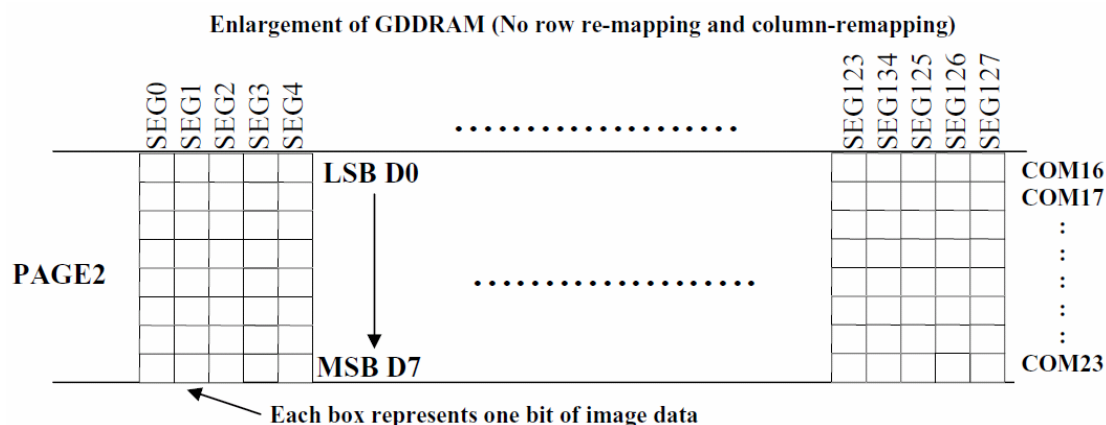 Enlargement of GDDRAM (No row re-mapping and column-remapping)
SEG0
SEG1
SEG2
SEG3
SEG4
SEG123
SEG134
SEG125
SEG126
SEG127
....................
LSB D0
COM16
COM17
:
:
:
:
:
PAGE2
....................
MSB D7
COM23
Each box represents one bit of image data